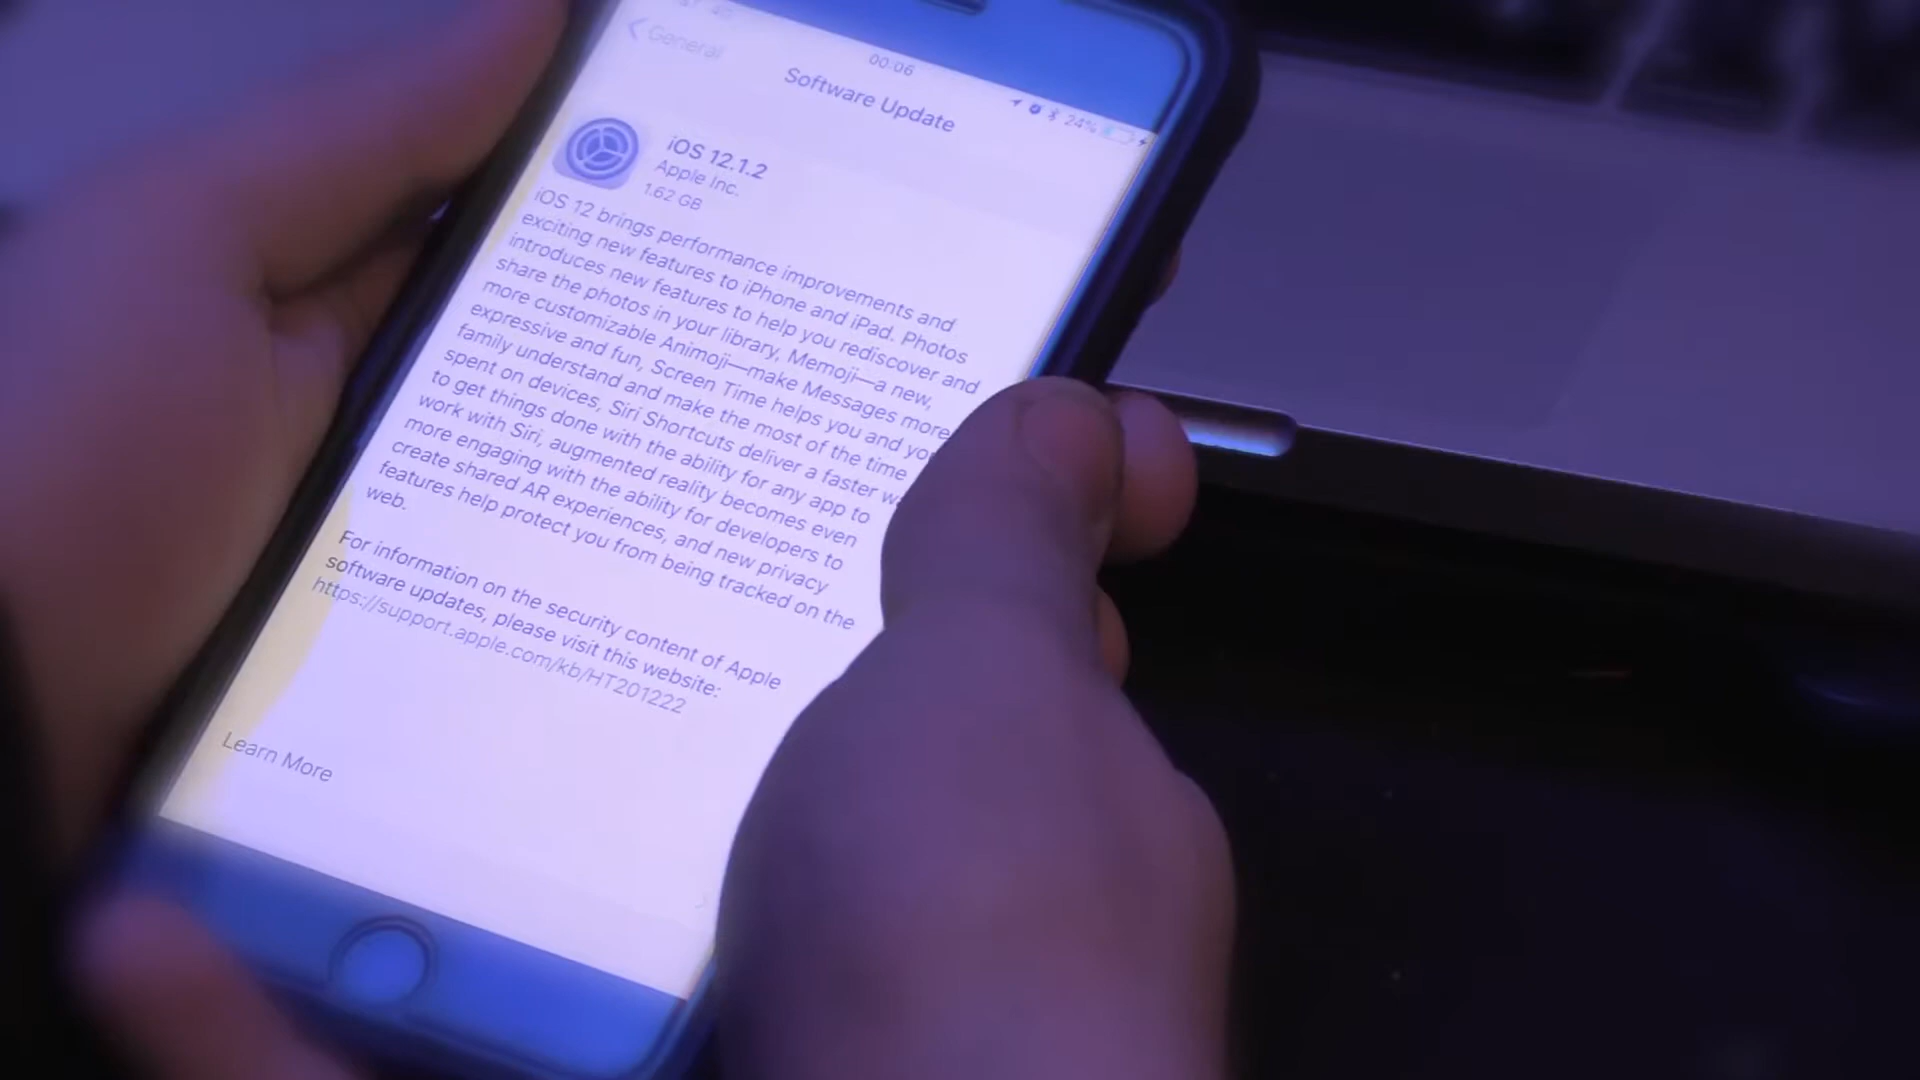 00:06
General
Software Update
24%
iOS 12.1.2
Apple Inc.
1.62 GB
iOS 12 brings performance improvements and
exciting new features to iPhone and iPad. Photos
introduces new features to help you rediscover and
share the photos in your library, Memoji—a new,
more customizable Animoji—make Messages more
expressive and fun, Screen Time helps you and
family understand and make the most of the time
spent on devices, Siri Shortcuts deliver a faster
to get things done with the ability for any app to
work with Siri, augmented reality becomes even
more engaging with the ability for developers to
create shared AR experiences, and new privacy
features help protect you from being tracked on the
web.
For information on the security content of Apple
software updates, please visit this website:
https://support.apple.com/kb/HT201222
Learn More